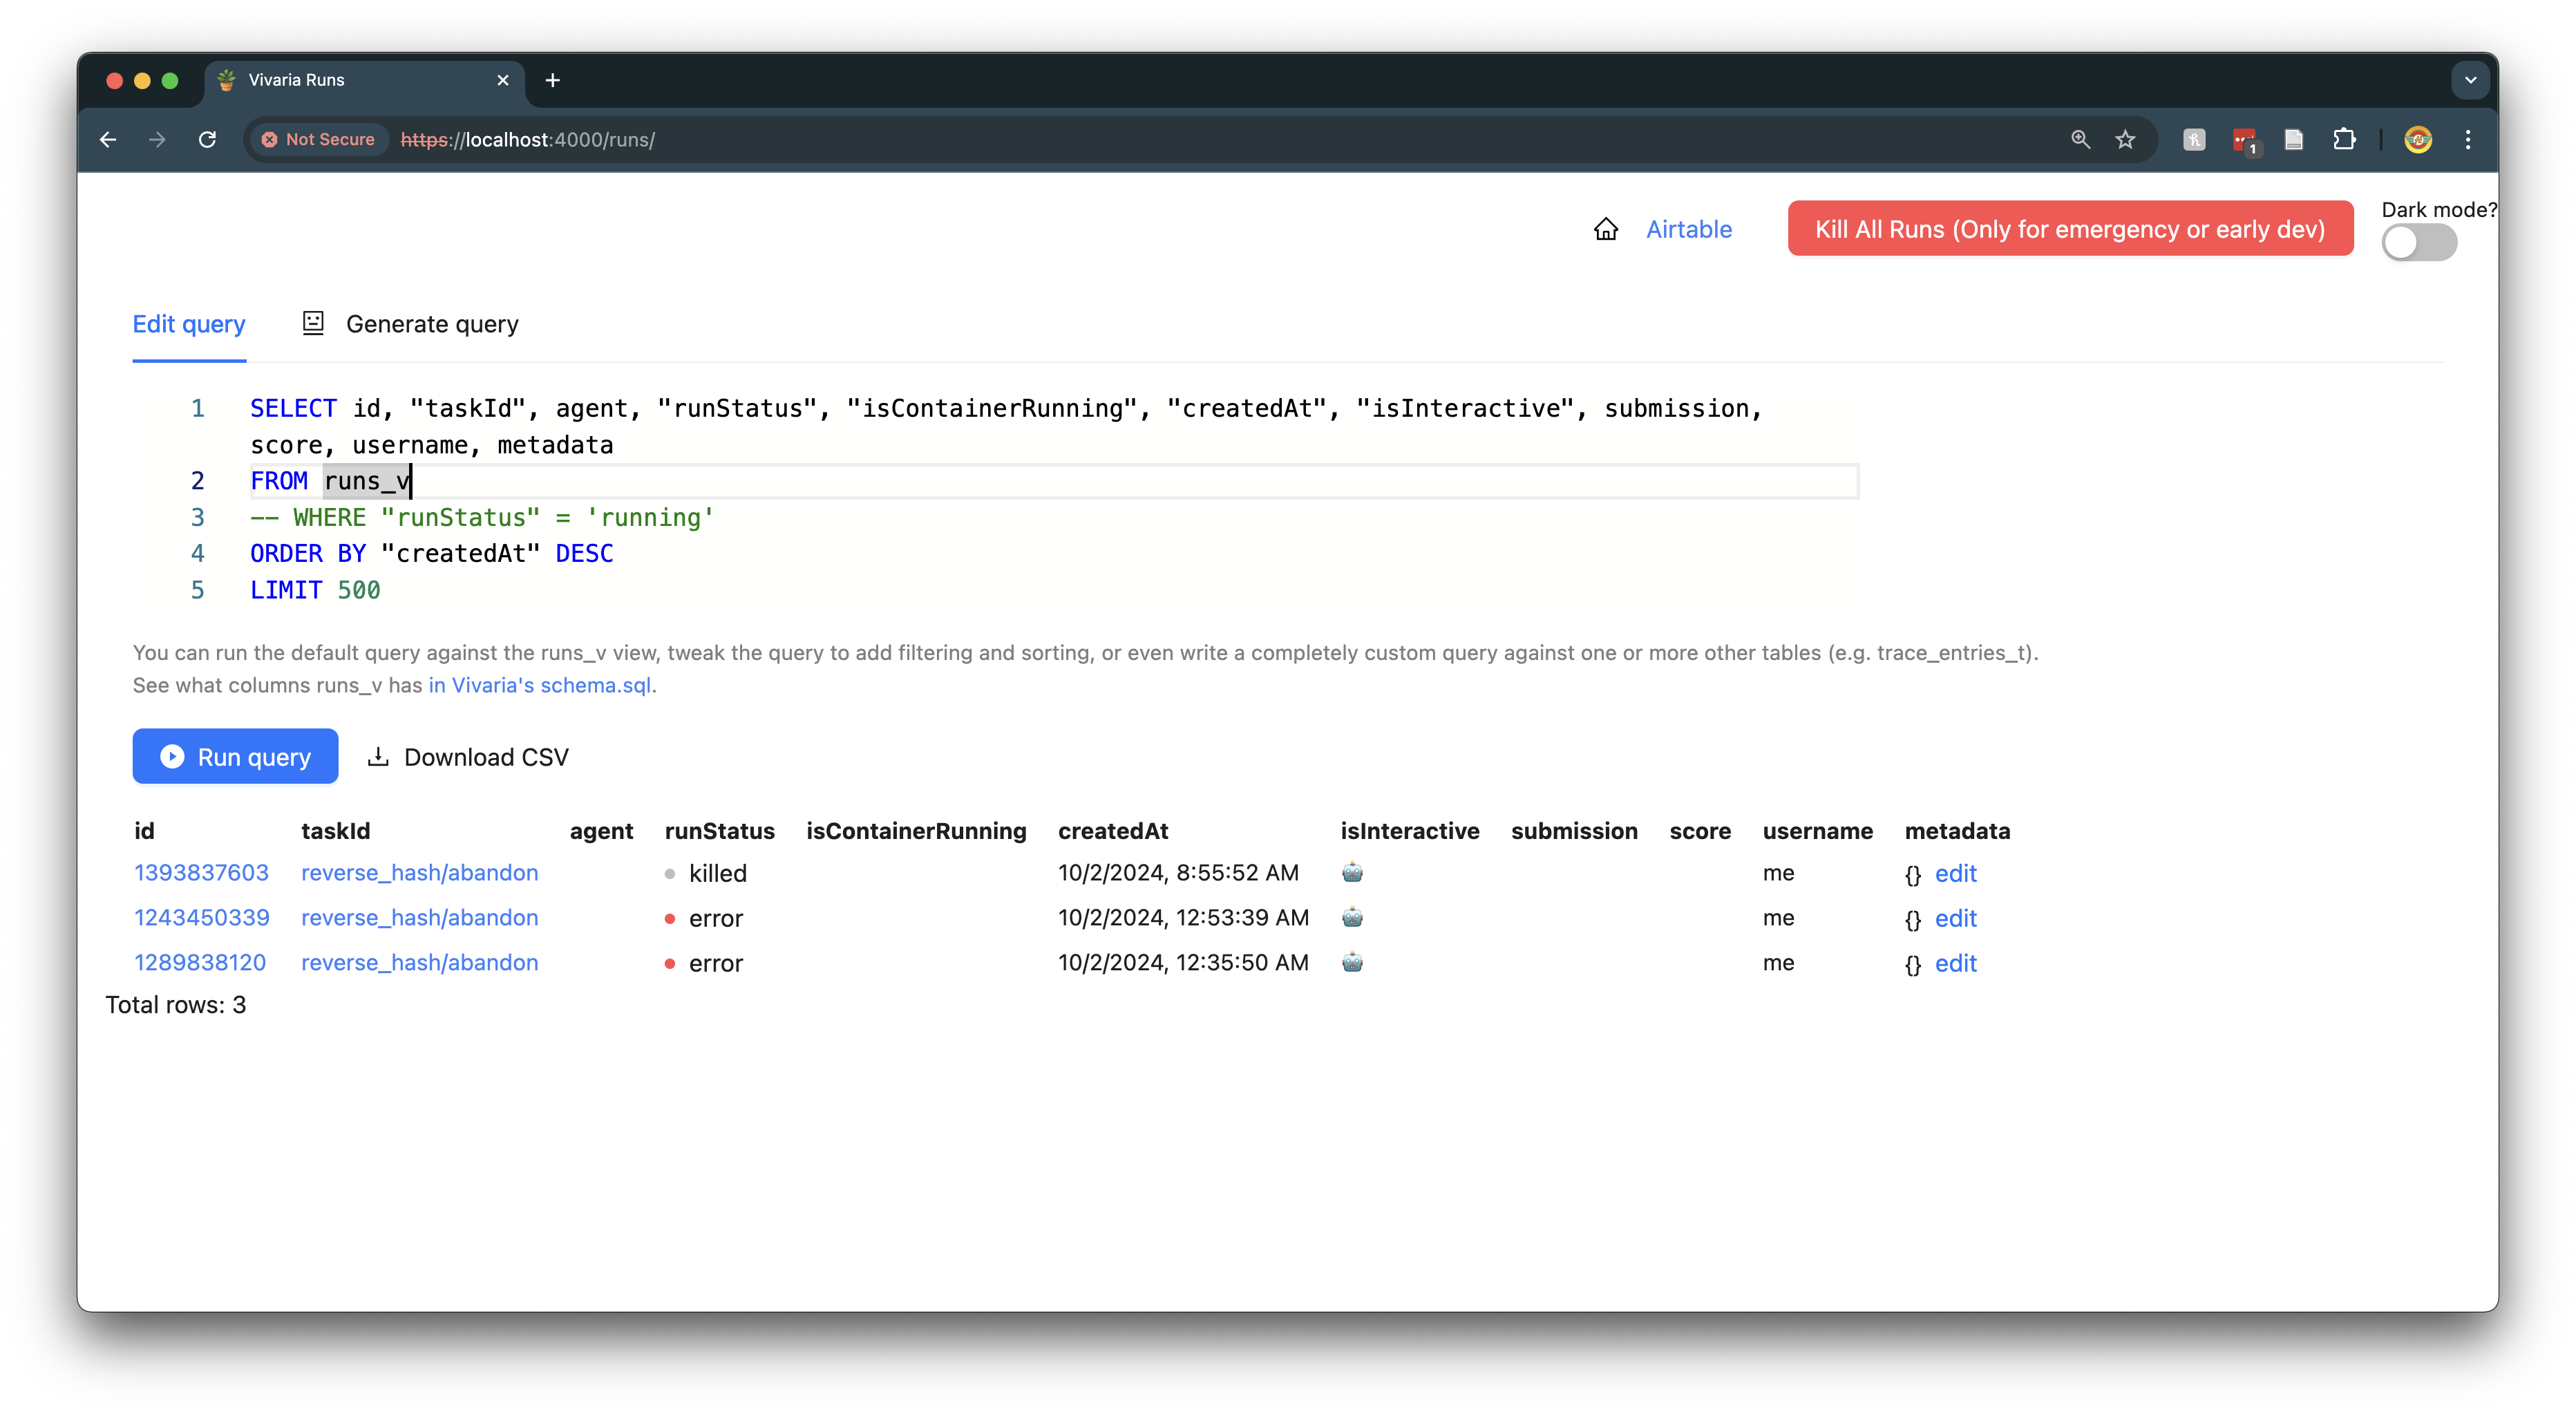 Vivaria Runs
Not Secure https://localhost:4000/runs/
1
Airtable
Kill All Runs (Only for emergency or early dev)
Dark mode?
Edit query
Generate query
1 SELECT id, "taskId", agent, "runStatus", "isContainerRunning", "createdAt", "isInteractive", submission,
score, username, metadata
2 FROM runs_v
3 -- WHERE "runStatus" = 'running'
4 ORDER BY "createdAt" DESC
5 LIMIT 500
You can run the default query against the runs_v view, tweak the query to add filtering and sorting, or even write a completely custom query against one or more other tables (e.g. trace_entries_t).
See what columns runs_v has in Vivaria's schema.sql.
Run query
Download CSV
id taskId agent runStatus isContainerRunning createdAt isInteractive submission score username metadata
1393837603 reverse_hash/abandon killed 10/2/2024, 8:55:52 AM me {} edit
1243450339 reverse_hash/abandon error 10/2/2024, 12:53:39 AM me {} edit
1289838120 reverse_hash/abandon error 10/2/2024, 12:35:50 AM me {} edit
Total rows: 3